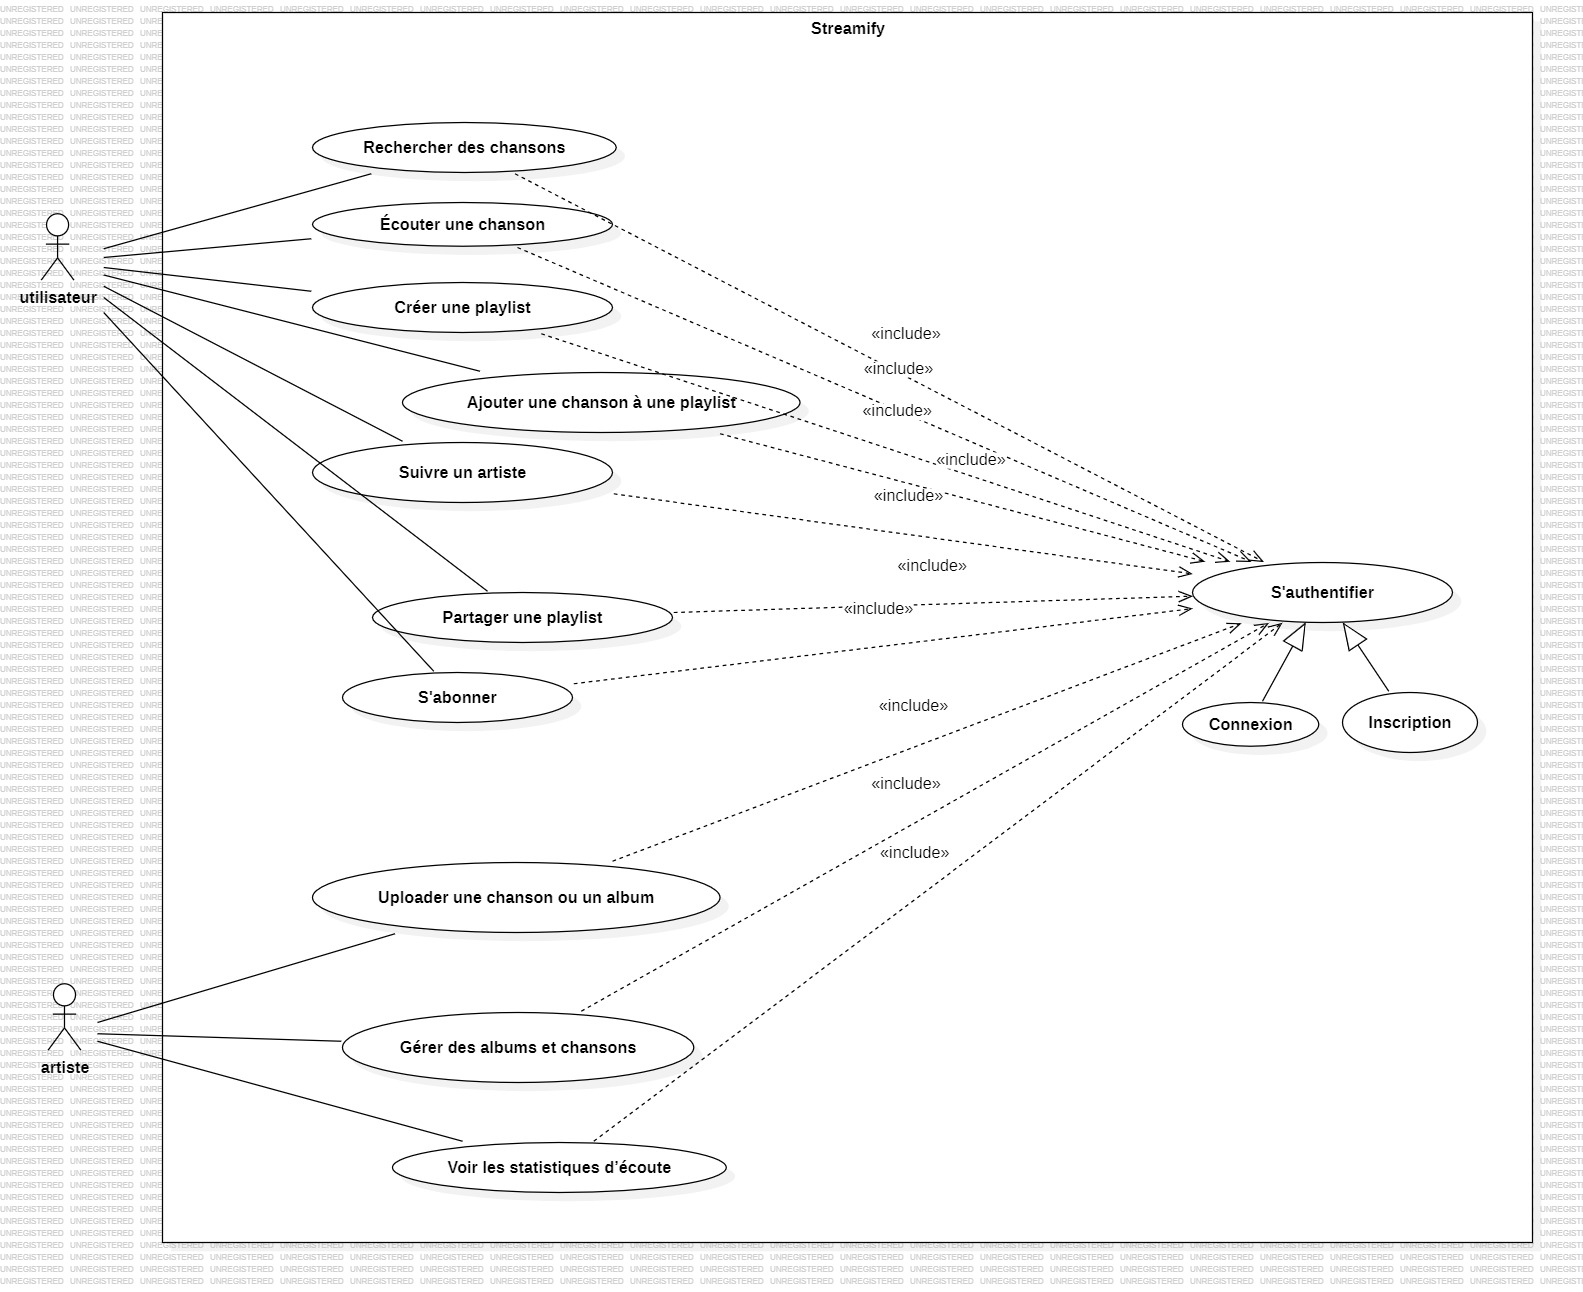 Streamify
Rechercher des chansons
Écouter une chanson
utilisateur
Créer une playlist
«include»
«include»
Ajouter une chanson à une playlist
«include»
«include»
Suivre un artiste
«include»
«include»
S'authentifier
«include»
Partager une playlist
S'abonner
«include»
Connexion
Inscription
«include»
«include»
Uploader une chanson ou un album
Gérer des albums et chansons
artiste
Voir les statistiques d'écoute
UNREGISTERED